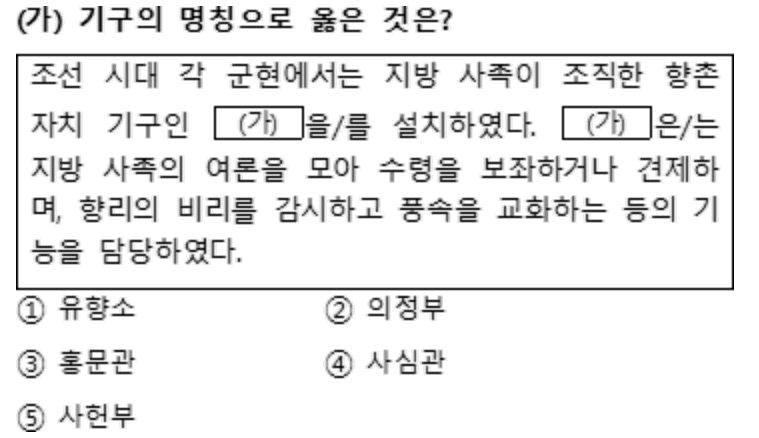 (가) 기구의 명칭으로 옳은 것은?
조선 시대 각 군현에서는 지방 사족이 조직한 향촌
자치 기구인 (가) 을/를 설치하였다. (가) 은/는
지방 사족의 여론을 모아 수령을 보좌하거나 견제하
며, 향리의 비리를 감시하고 풍속을 교화하는 등의 기
능을 담당하였다.
① 유향소 ② 의정부
③ 홍문관 ④ 사심관
⑤ 사헌부